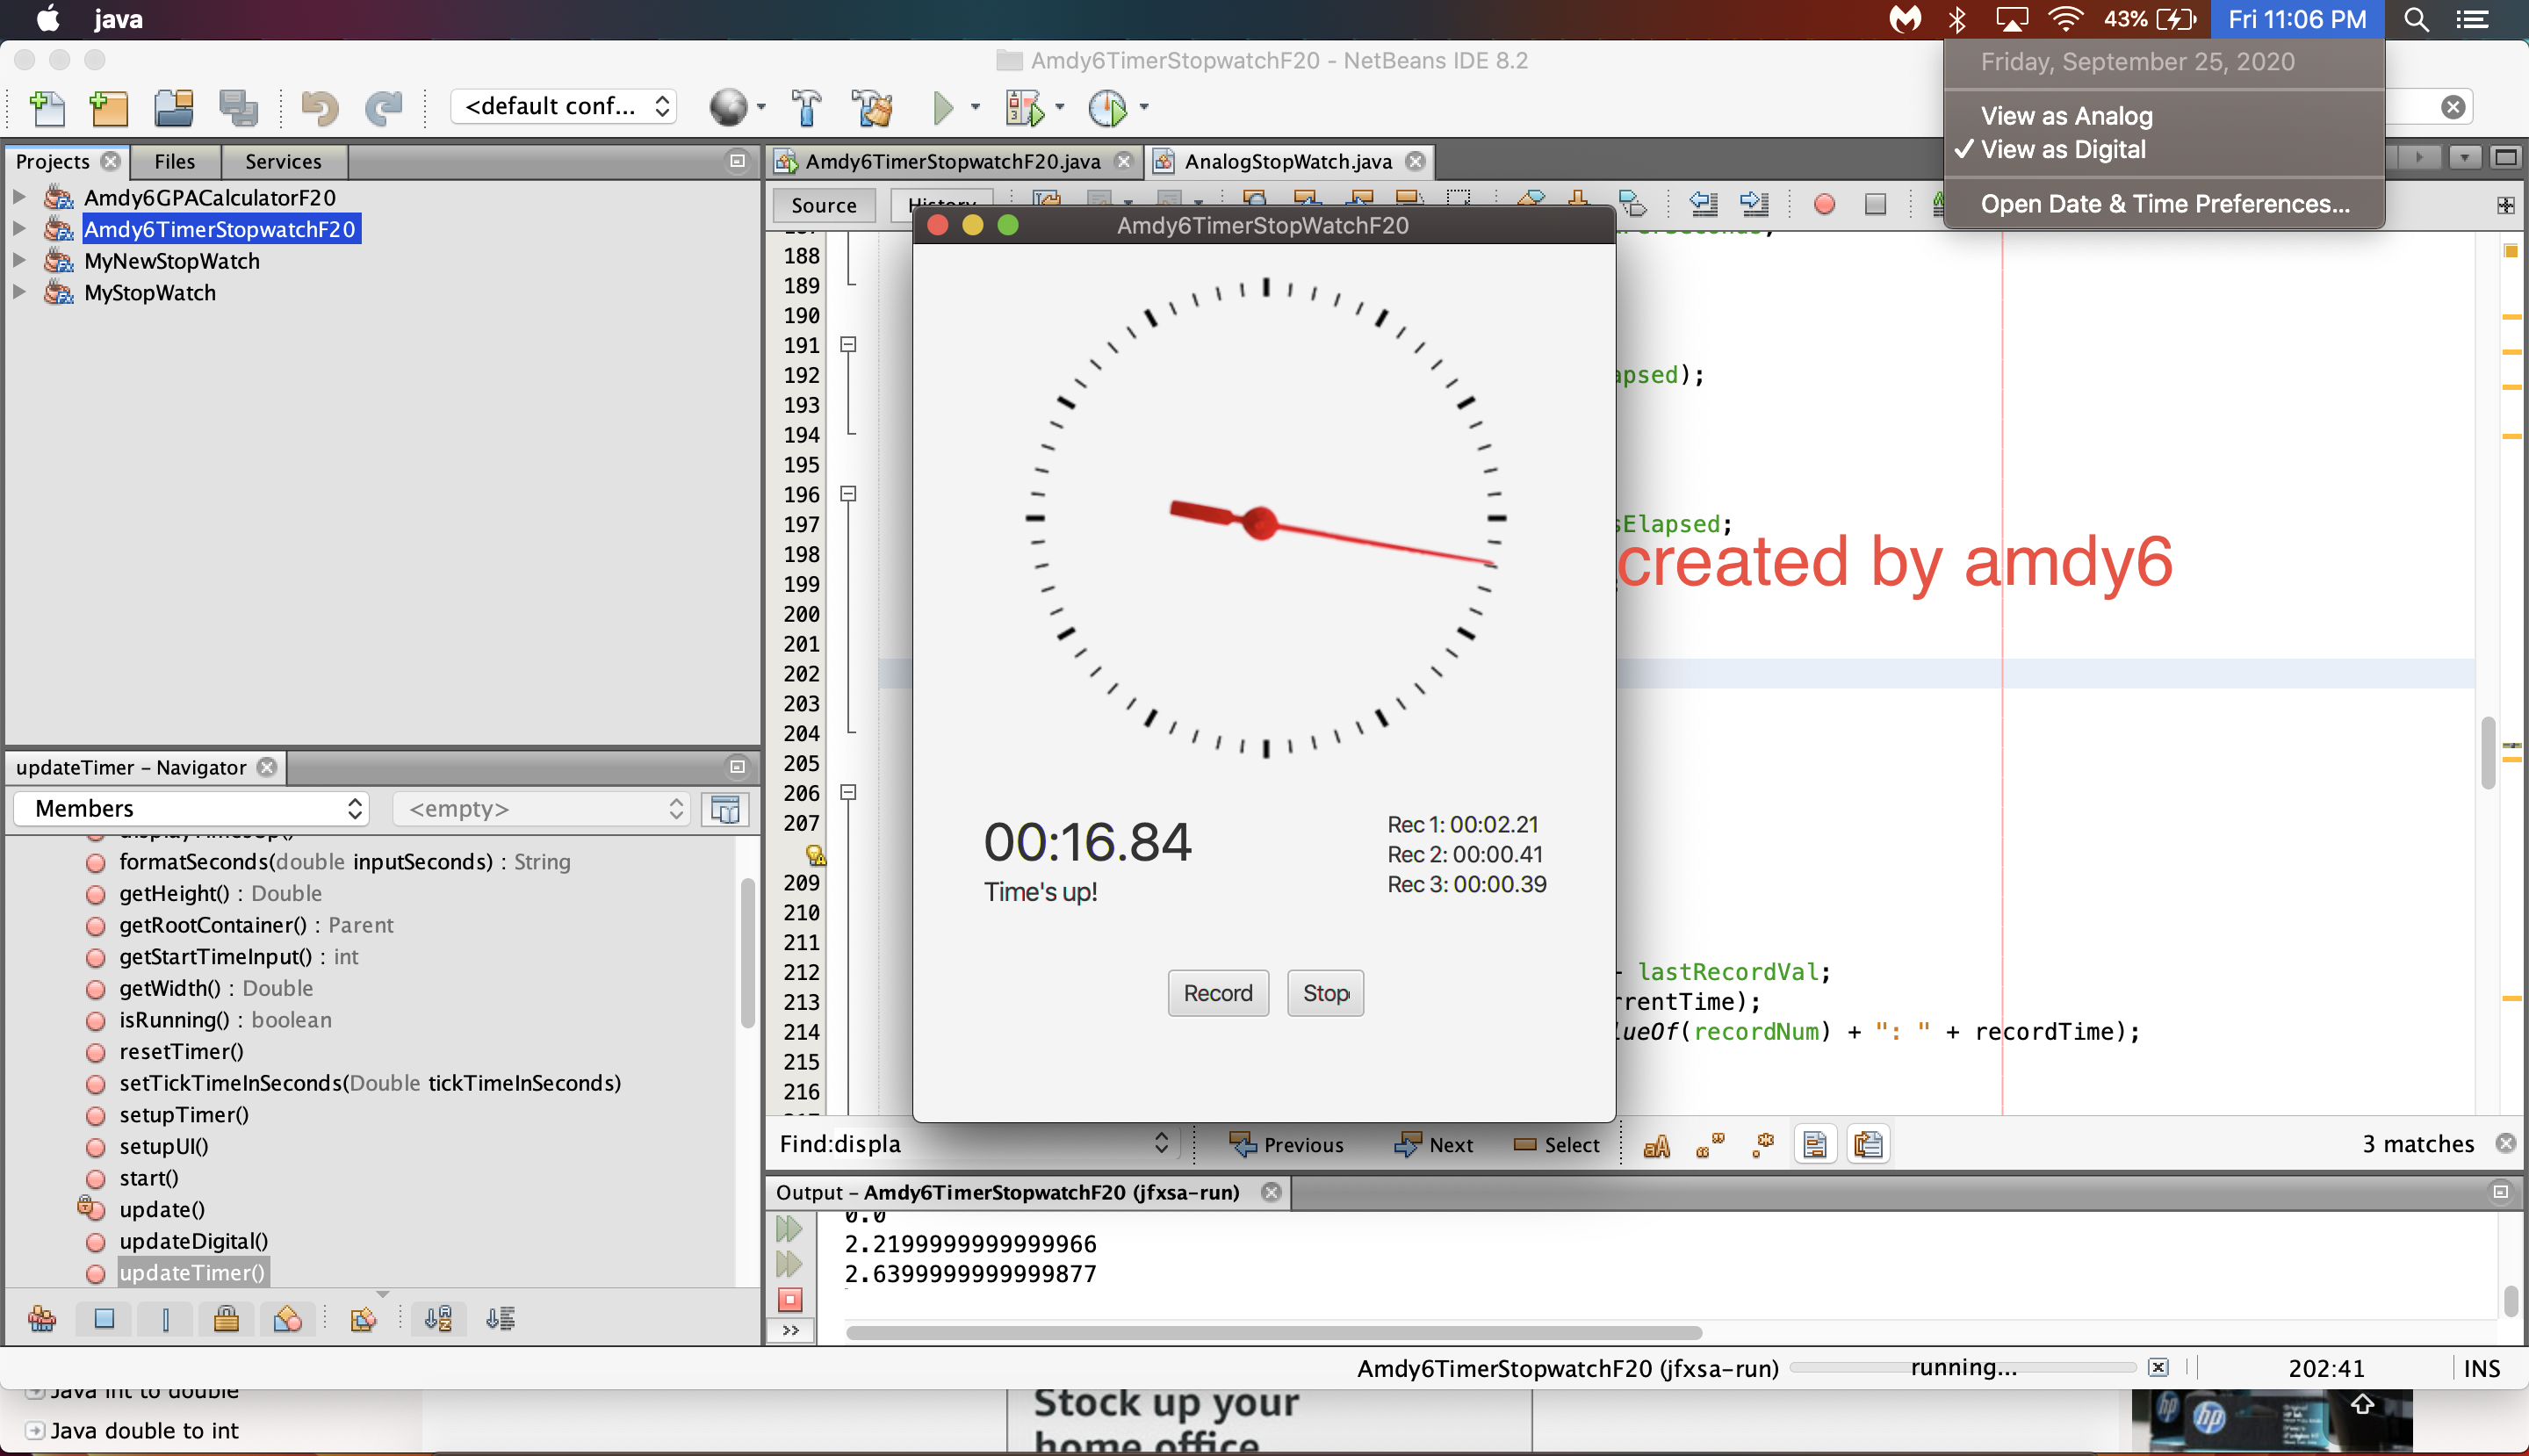 java
43%
Fri 11:06 PM
Amdy6TimerStopwatchF20 - NetBeans IDE 8.2
Friday, September 25, 2020
View as Analog
✓ View as Digital
Open Date & Time Preferences...
<default conf...
Projects
Files
Services
Amdy6TimerStopwatchF20.java
AnalogStopWatch.java
Amdy6GPACalculatorF20
Amdy6TimerStopwatchF20
MyNewStopWatch
MyStopWatch
Source
History
Amdy6TimerStopWatchF20
188
189
190
191
192
apsed);
193
194
195
196
197
sElapsed;
198
created by amdy6
199
200
201
202
203
204
205
206
207
209
210
211
212
- lastRecordVal;
213
rrentTime);
214
lueOf(recordNum) + ": " + recordTime);
215
216
00:16.84
Time's up!
Rec 1: 00:02.21
Rec 2: 00:00.41
Rec 3: 00:00.39
Record
Stop
updateTimer - Navigator
Members
<empty>
formatSeconds(double inputSeconds) : String
getHeight() : Double
getRootContainer() : Parent
getStartTimeInput() : int
getWidth() : Double
isRunning() : boolean
resetTimer()
setTickTimeInSeconds(Double tickTimeInSeconds)
setupTimer()
setupUI()
start()
update()
updateDigital()
updateTimer()
Find: displa
Previous
Next
Select
3 matches
Output - Amdy6TimerStopwatchF20 (jfxsa-run)
0.0
2.2199999999999966
2.6399999999999877
Amdy6TimerStopwatchF20 (jfxsa-run)
running...
202:41
INS
Java int to double
Java double to int
Stock up your
home office
hp
hp